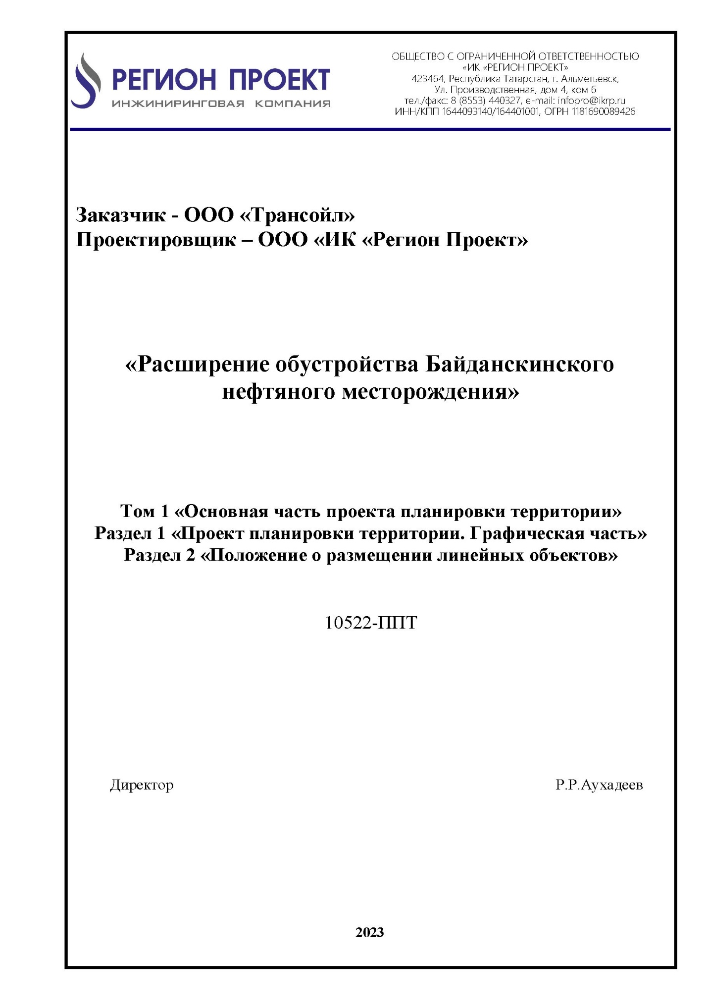 РЕГИОН ПРОЕКТ
ИНЖИНИРИНГОВАЯ КОМПАНИЯ
ОБЩЕСТВО С ОГРАНИЧЕННОЙ ОТВЕТСТВЕННОСТЬЮ
«ИК «РЕГИОН ПРОЕКТ»
423464, Республика Татарстан, г. Альметьевск,
Ул. Производственная, дом 4, ком 6
тел./факс: 8 (8553) 440327, e-mail: infopro@ikrp.ru
ИНН/КПП 1644093140/164401001, ОГРН 1181690089426
Заказчик - ООО «Трансойл»
Проектировщик – ООО «ИК «Регион Проект»
«Расширение обустройства Байданскинского
нефтяного месторождения»
Том 1 «Основная часть проекта планировки территории»
Раздел 1 «Проект планировки территории. Графическая часть»
Раздел 2 «Положение о размещении линейных объектов»
10522-ППТ
Директор Р.Р.Аухадеев
2023